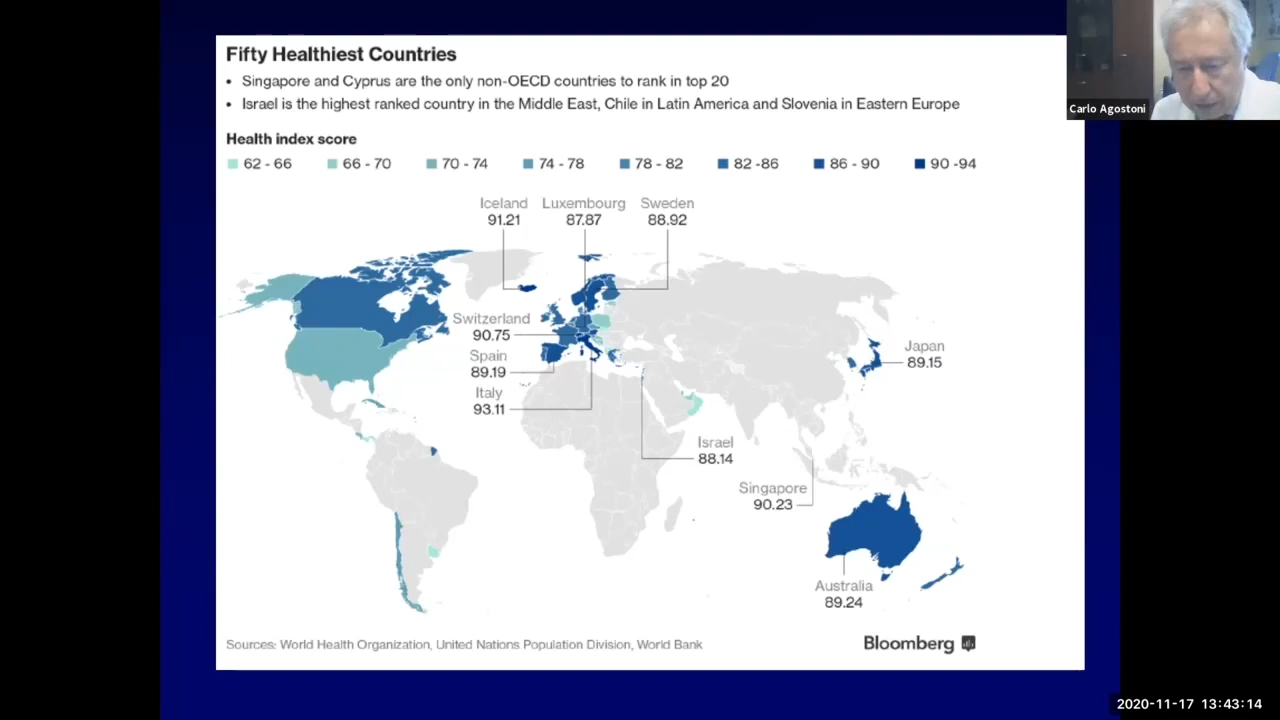 Fifty Healthiest Countries
• Singapore and Cyprus are the only non-OECD countries to rank in top 20
• Israel is the highest ranked country in the Middle East, Chile in Latin America and Slovenia in Eastern Europe
Carlo Agostoni
Health index score
62 - 66 66 - 70 70 - 74 74 - 78 78 - 82 82 -86 86 - 90 90 -94
Iceland Luxembourg Sweden
91.21 87.87 88.92
Switzerland
90.75
Spain
89.19
Italy
93.11
Japan
89.15
Israel
88.14
Singapore
90.23
Australia
89.24
Sources: World Health Organization, United Nations Population Division, World Bank
Bloomberg
2020-11-17 13:43:14